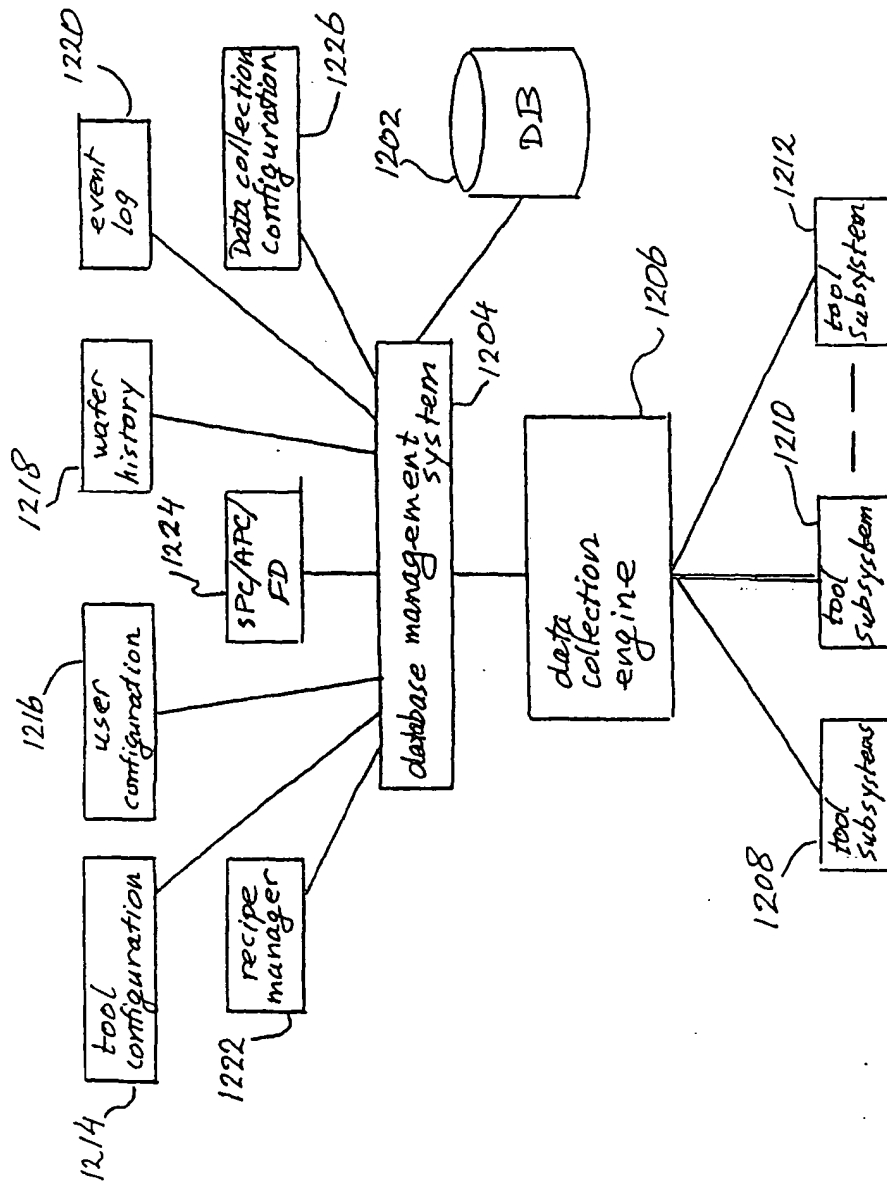 1220
event
log
1218
wafer
history
1216
user
configuration
1214
tool
configuration
1224
SPC/APC/
FD
1226
Data collection
configuration
1222
recipe
manager
1202
DB
database management
system
1204
data
collection
engine
1206
1208
tool
subsystems
1210
tool
subsystem
1212
tool
subsystem